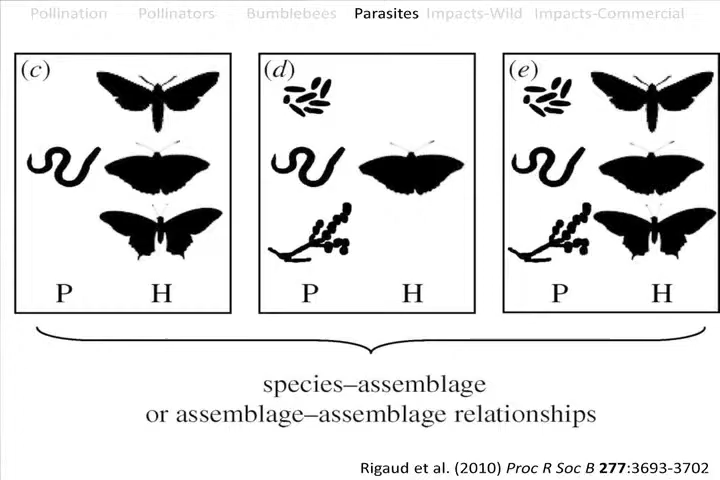 Pollination Pollinators Bumblebees Parasites Impacts-Wild Impacts-Commercial
(c) (d) (e)
P H P H P H
species–assemblage
or assemblage–assemblage relationships
Rigaud et al. (2010) Proc R Soc B 277:3693-3702